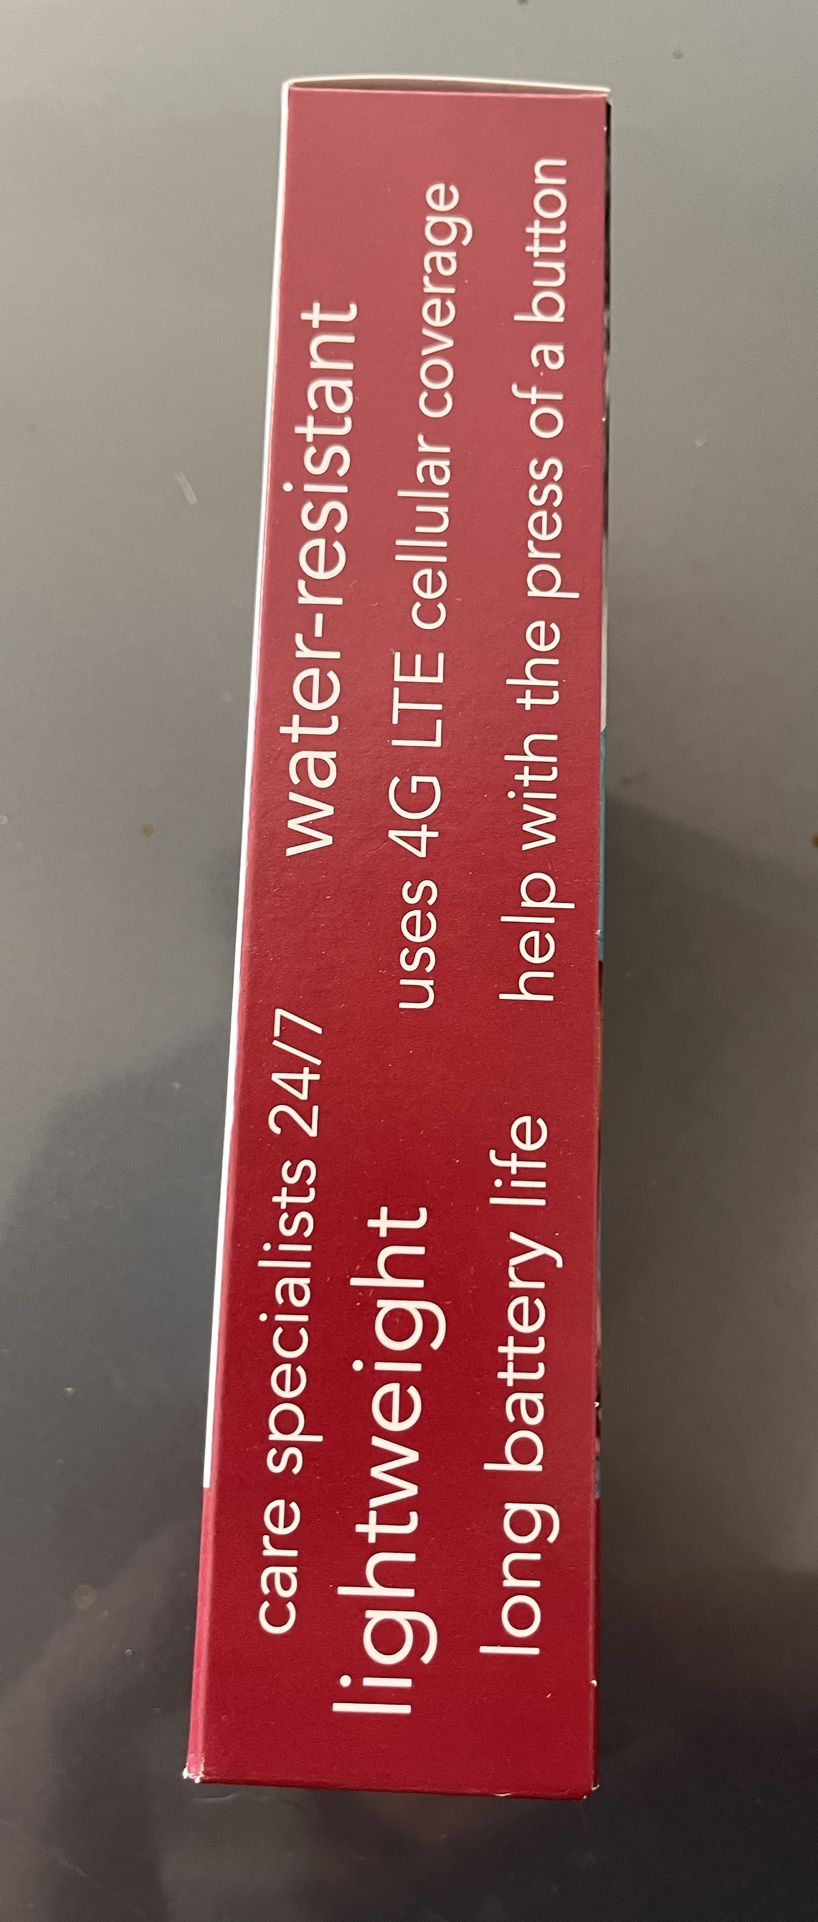 care specialists 24/7 water-resistant
lightweight uses 4G LTE cellular coverage
long battery life help with the press of a button